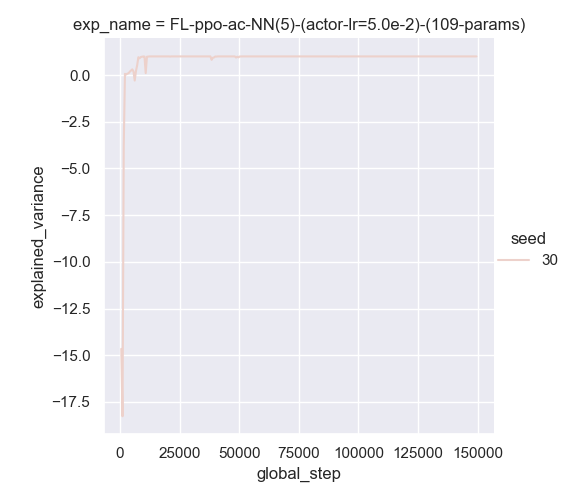 exp_name = FL-ppo-ac-NN(5)-(actor-lr=5.0e-2)-(109-params)
0.0
−2.5
−5.0
−7.5
−10.0
−12.5
−15.0
−17.5
explained_variance
0 25000 50000 75000 100000 125000 150000
global_step
seed
30